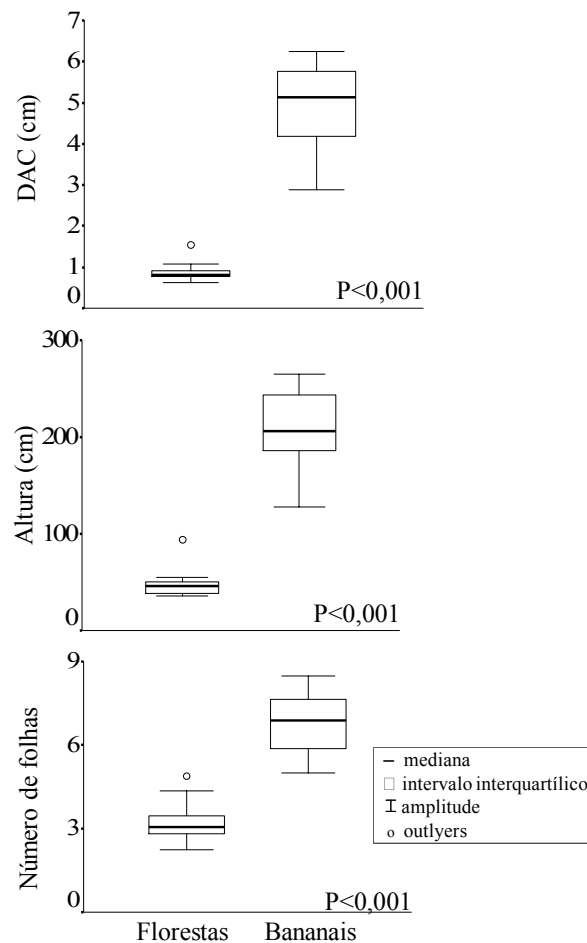 7
6
5
4
3
2
1
0
DAC (cm)
P<0,001
300
200
100
0
Altura (cm)
P<0,001
9
6
3
0
Número de folhas
P<0,001
Florestas Bananais
mediana
intervalo interquartílico
amplitude
outlyers